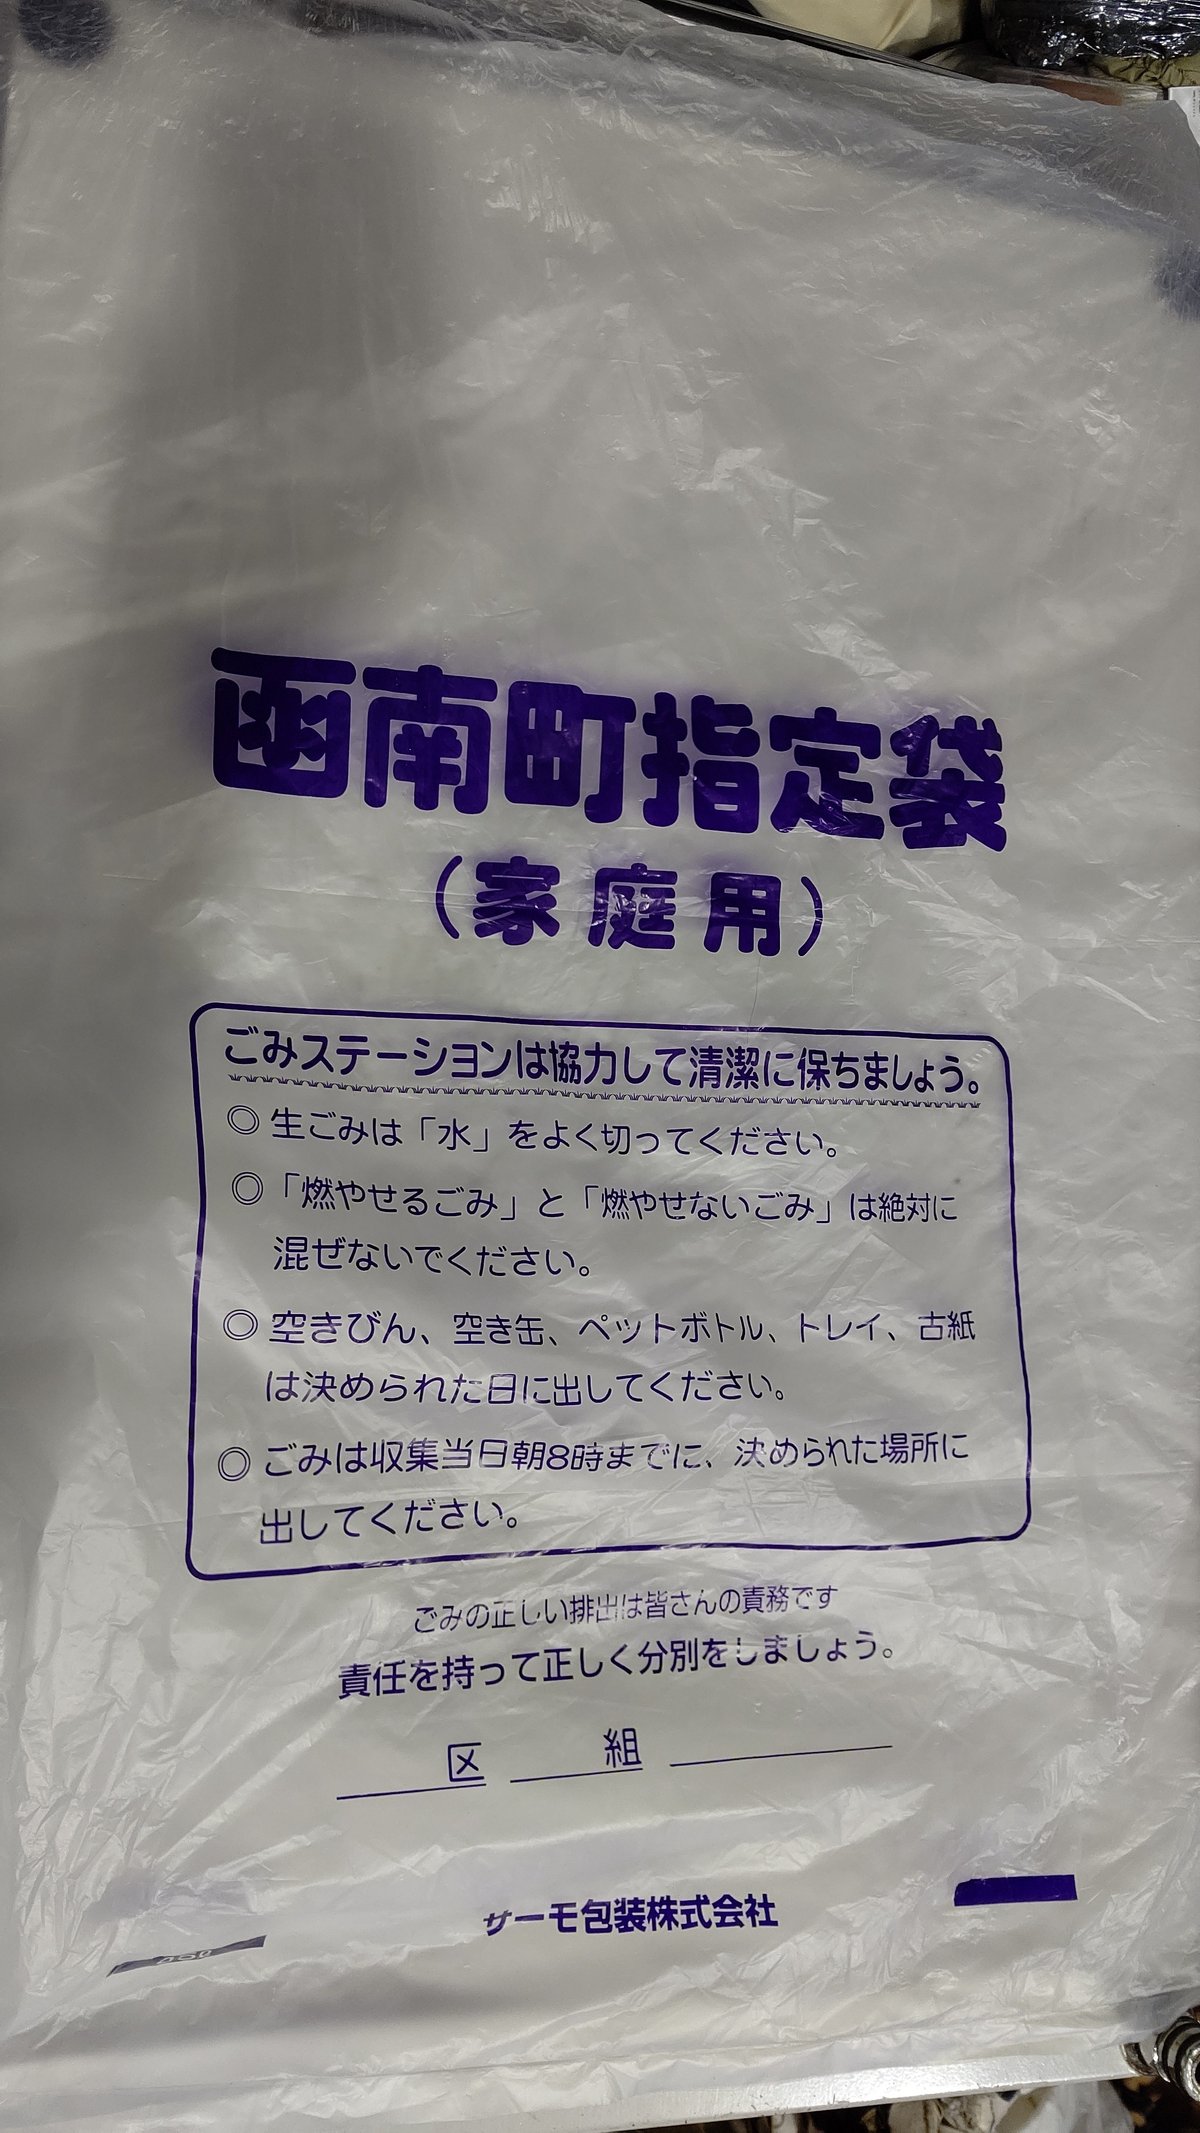 函南町指定袋
（家庭用）
ごみステーションは協力して清潔に保ちましょう。
◎ 生ごみは「水」をよく切ってください。
◎ 「燃やせるごみ」と「燃やせないごみ」は絶対に
混ぜないでください。
◎ 空きびん、空き缶、ペットボトル、トレイ、古紙
は決められた日に出してください。
◎ ごみは収集当日朝8時までに、決められた場所に
出してください。
ごみの正しい排出は皆さんの責務です
責任を持って正しく分別をしましょう。
区 組
サーモ包装株式会社